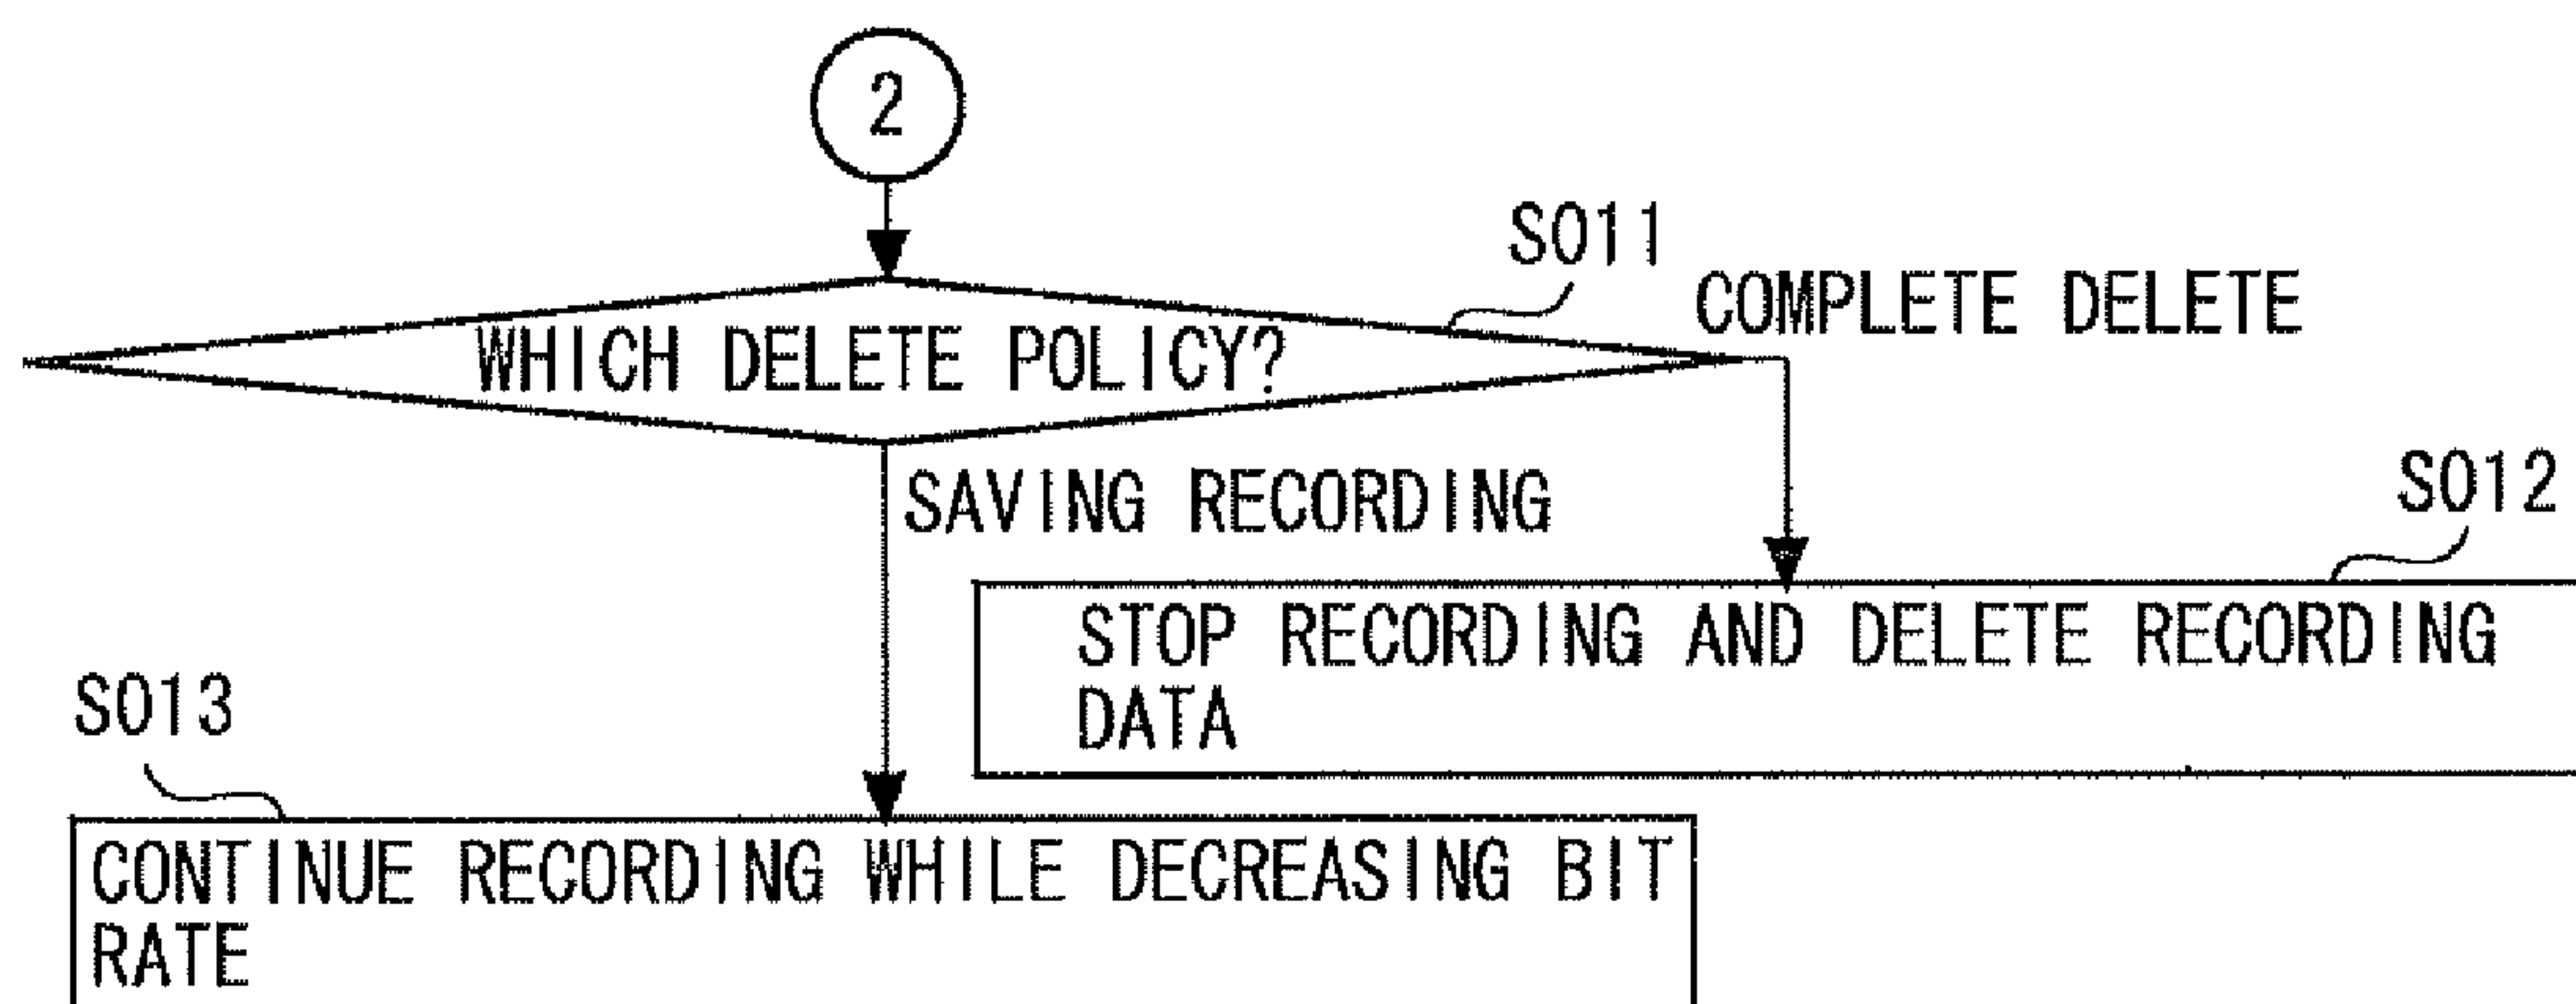 2
S011
COMPLETE DELETE
WHICH DELETE POLICY?
SAVING RECORDING
S012
STOP RECORDING AND DELETE RECORDING
DATA
S013
CONTINUE RECORDING WHILE DECREASING BIT
RATE